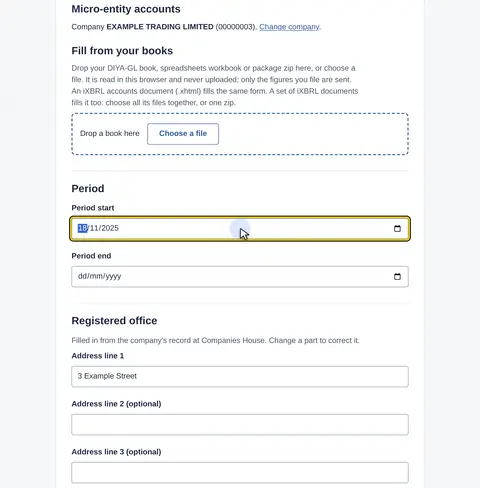 Micro-entity accounts
Company EXAMPLE TRADING LIMITED (00000003). Change company.
Fill from your books
Drop your DIYA-GL book, spreadsheets workbook or package zip here, or choose a
file. It is read in this browser and never uploaded; only the figures you file are sent.
An iXBRL accounts document (.xhtml) fills the same form. A set of iXBRL documents
fills it too: choose all its files together, or one zip.
Drop a book here
Choose a file
Period
Period start
18/11/2025
Period end
dd/mm/yyyy
Registered office
Filled in from the company's record at Companies House. Change a part to correct it.
Address line 1
3 Example Street
Address line 2 (optional)
Address line 3 (optional)